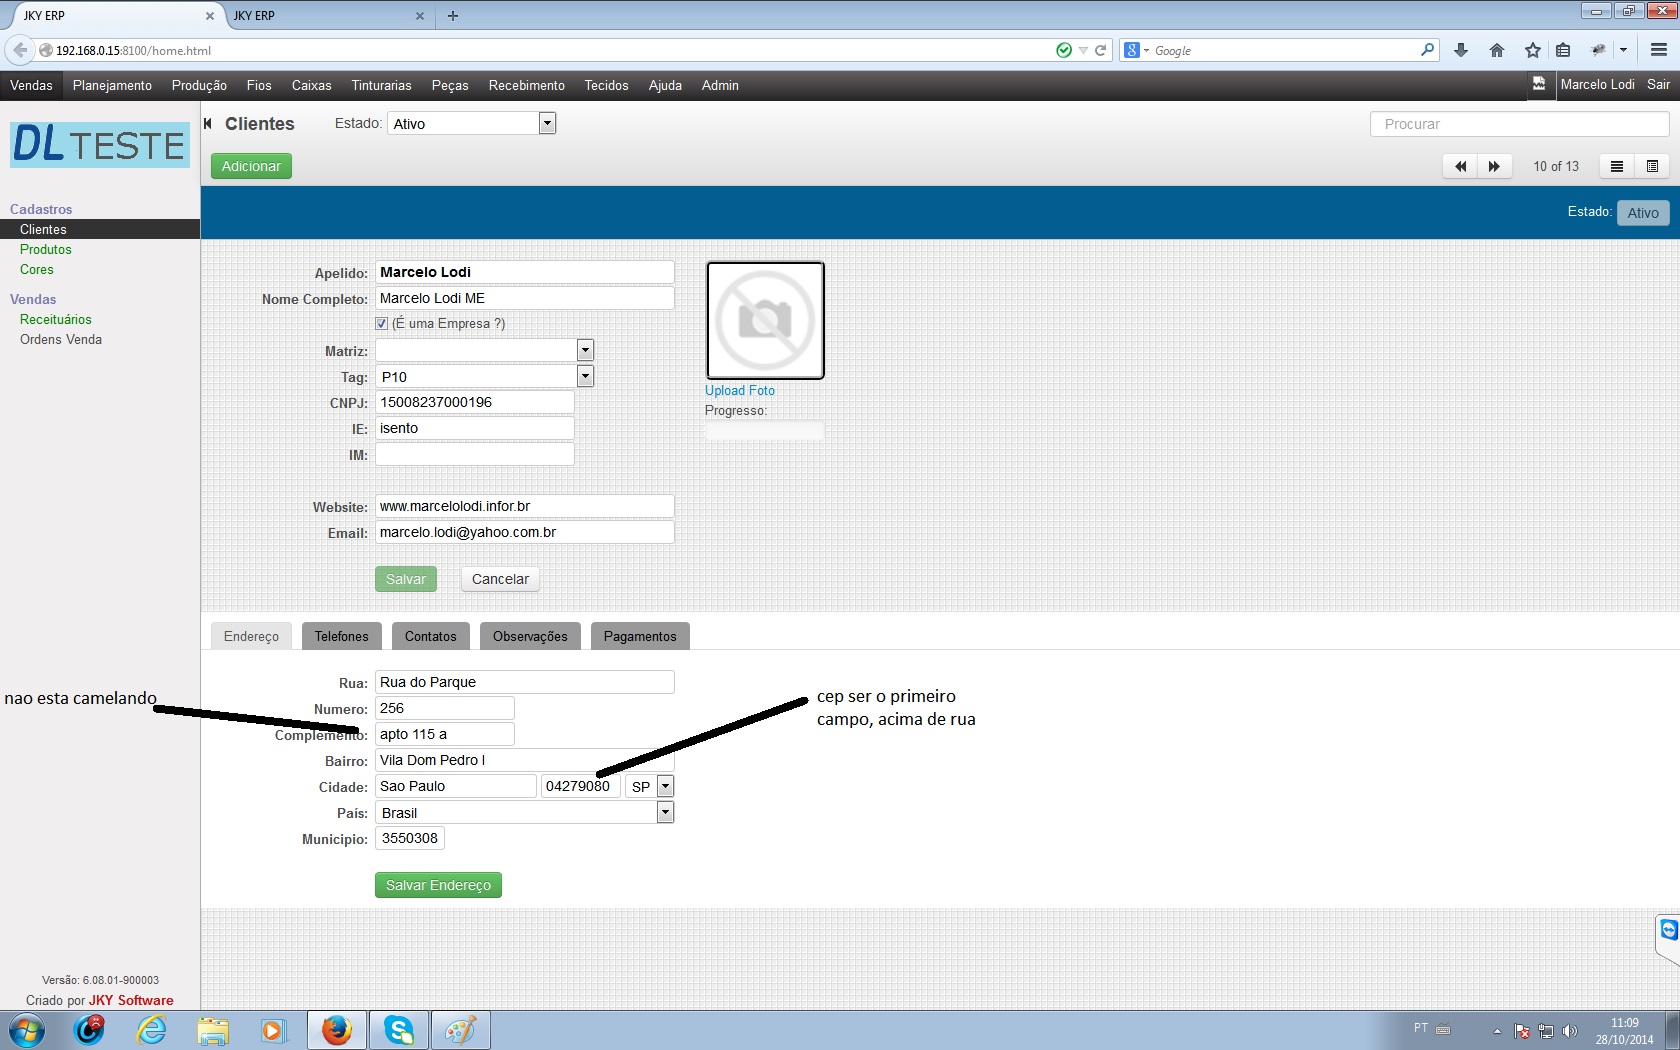 JKY ERP
JKY ERP
192.168.0.15:8100/home.html
Google
Vendas Planejamento Produção Fios Caixas Tinturarias Peças Recebimento Tecidos Ajuda Admin
Marcelo Lodi Sair
DL TESTE
Clientes
Estado: Ativo
Procurar
Adicionar
10 of 13
Estado: Ativo
Cadastros
Clientes
Produtos
Cores
Vendas
Receituários
Ordens Venda
Apelido: Marcelo Lodi
Nome Completo: Marcelo Lodi ME
(É uma Empresa ?)
Matriz:
Tag: P10
CNPJ: 15008237000196
IE: isento
IM:
Upload Foto
Progresso:
Website: www.marcelolodi.infor.br
Email: marcelo.lodi@yahoo.com.br
Salvar Cancelar
Endereço Telefones Contatos Observações Pagamentos
Rua: Rua do Parque
Numero: 256
Complemento: apto 115 a
Bairro: Vila Dom Pedro I
Cidade: Sao Paulo 04279080 SP
País: Brasil
Municipio: 3550308
Salvar Endereço
nao esta camelando
cep ser o primeiro
campo, acima de rua
Versão: 6.08.01-900003
Criado por JKY Software
PT
11:09
28/10/2014